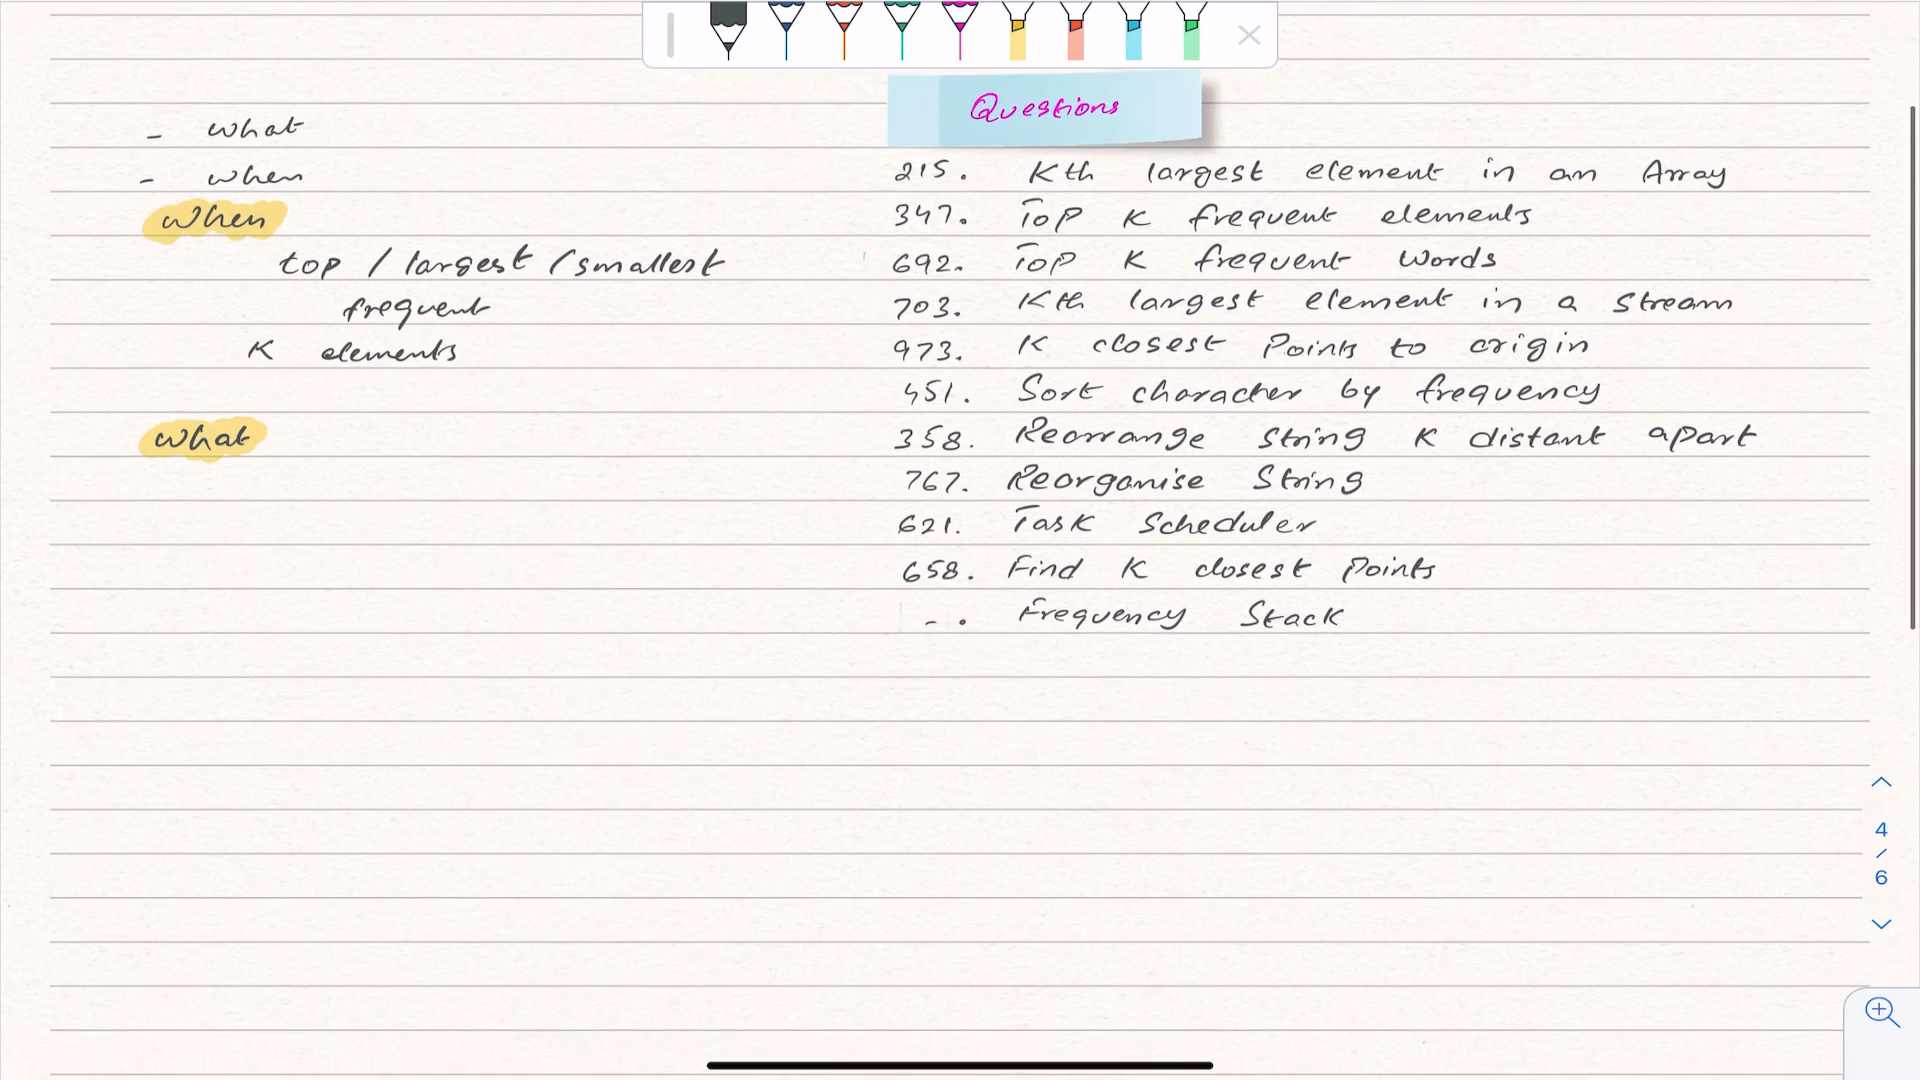 - what
- when
When
top / largest / smallest
frequent
K elements
what
Questions
215. Kth largest element in an Array
347. Top K frequent elements
692. Top K frequent words
703. Kth largest element in a stream
973. K closest Points to origin
451. Sort character by frequency
358. Rearrange string K distant apart
767. Reorganise String
621. Task Scheduler
658. Find K closest Points
- . Frequency Stack
4
/
6